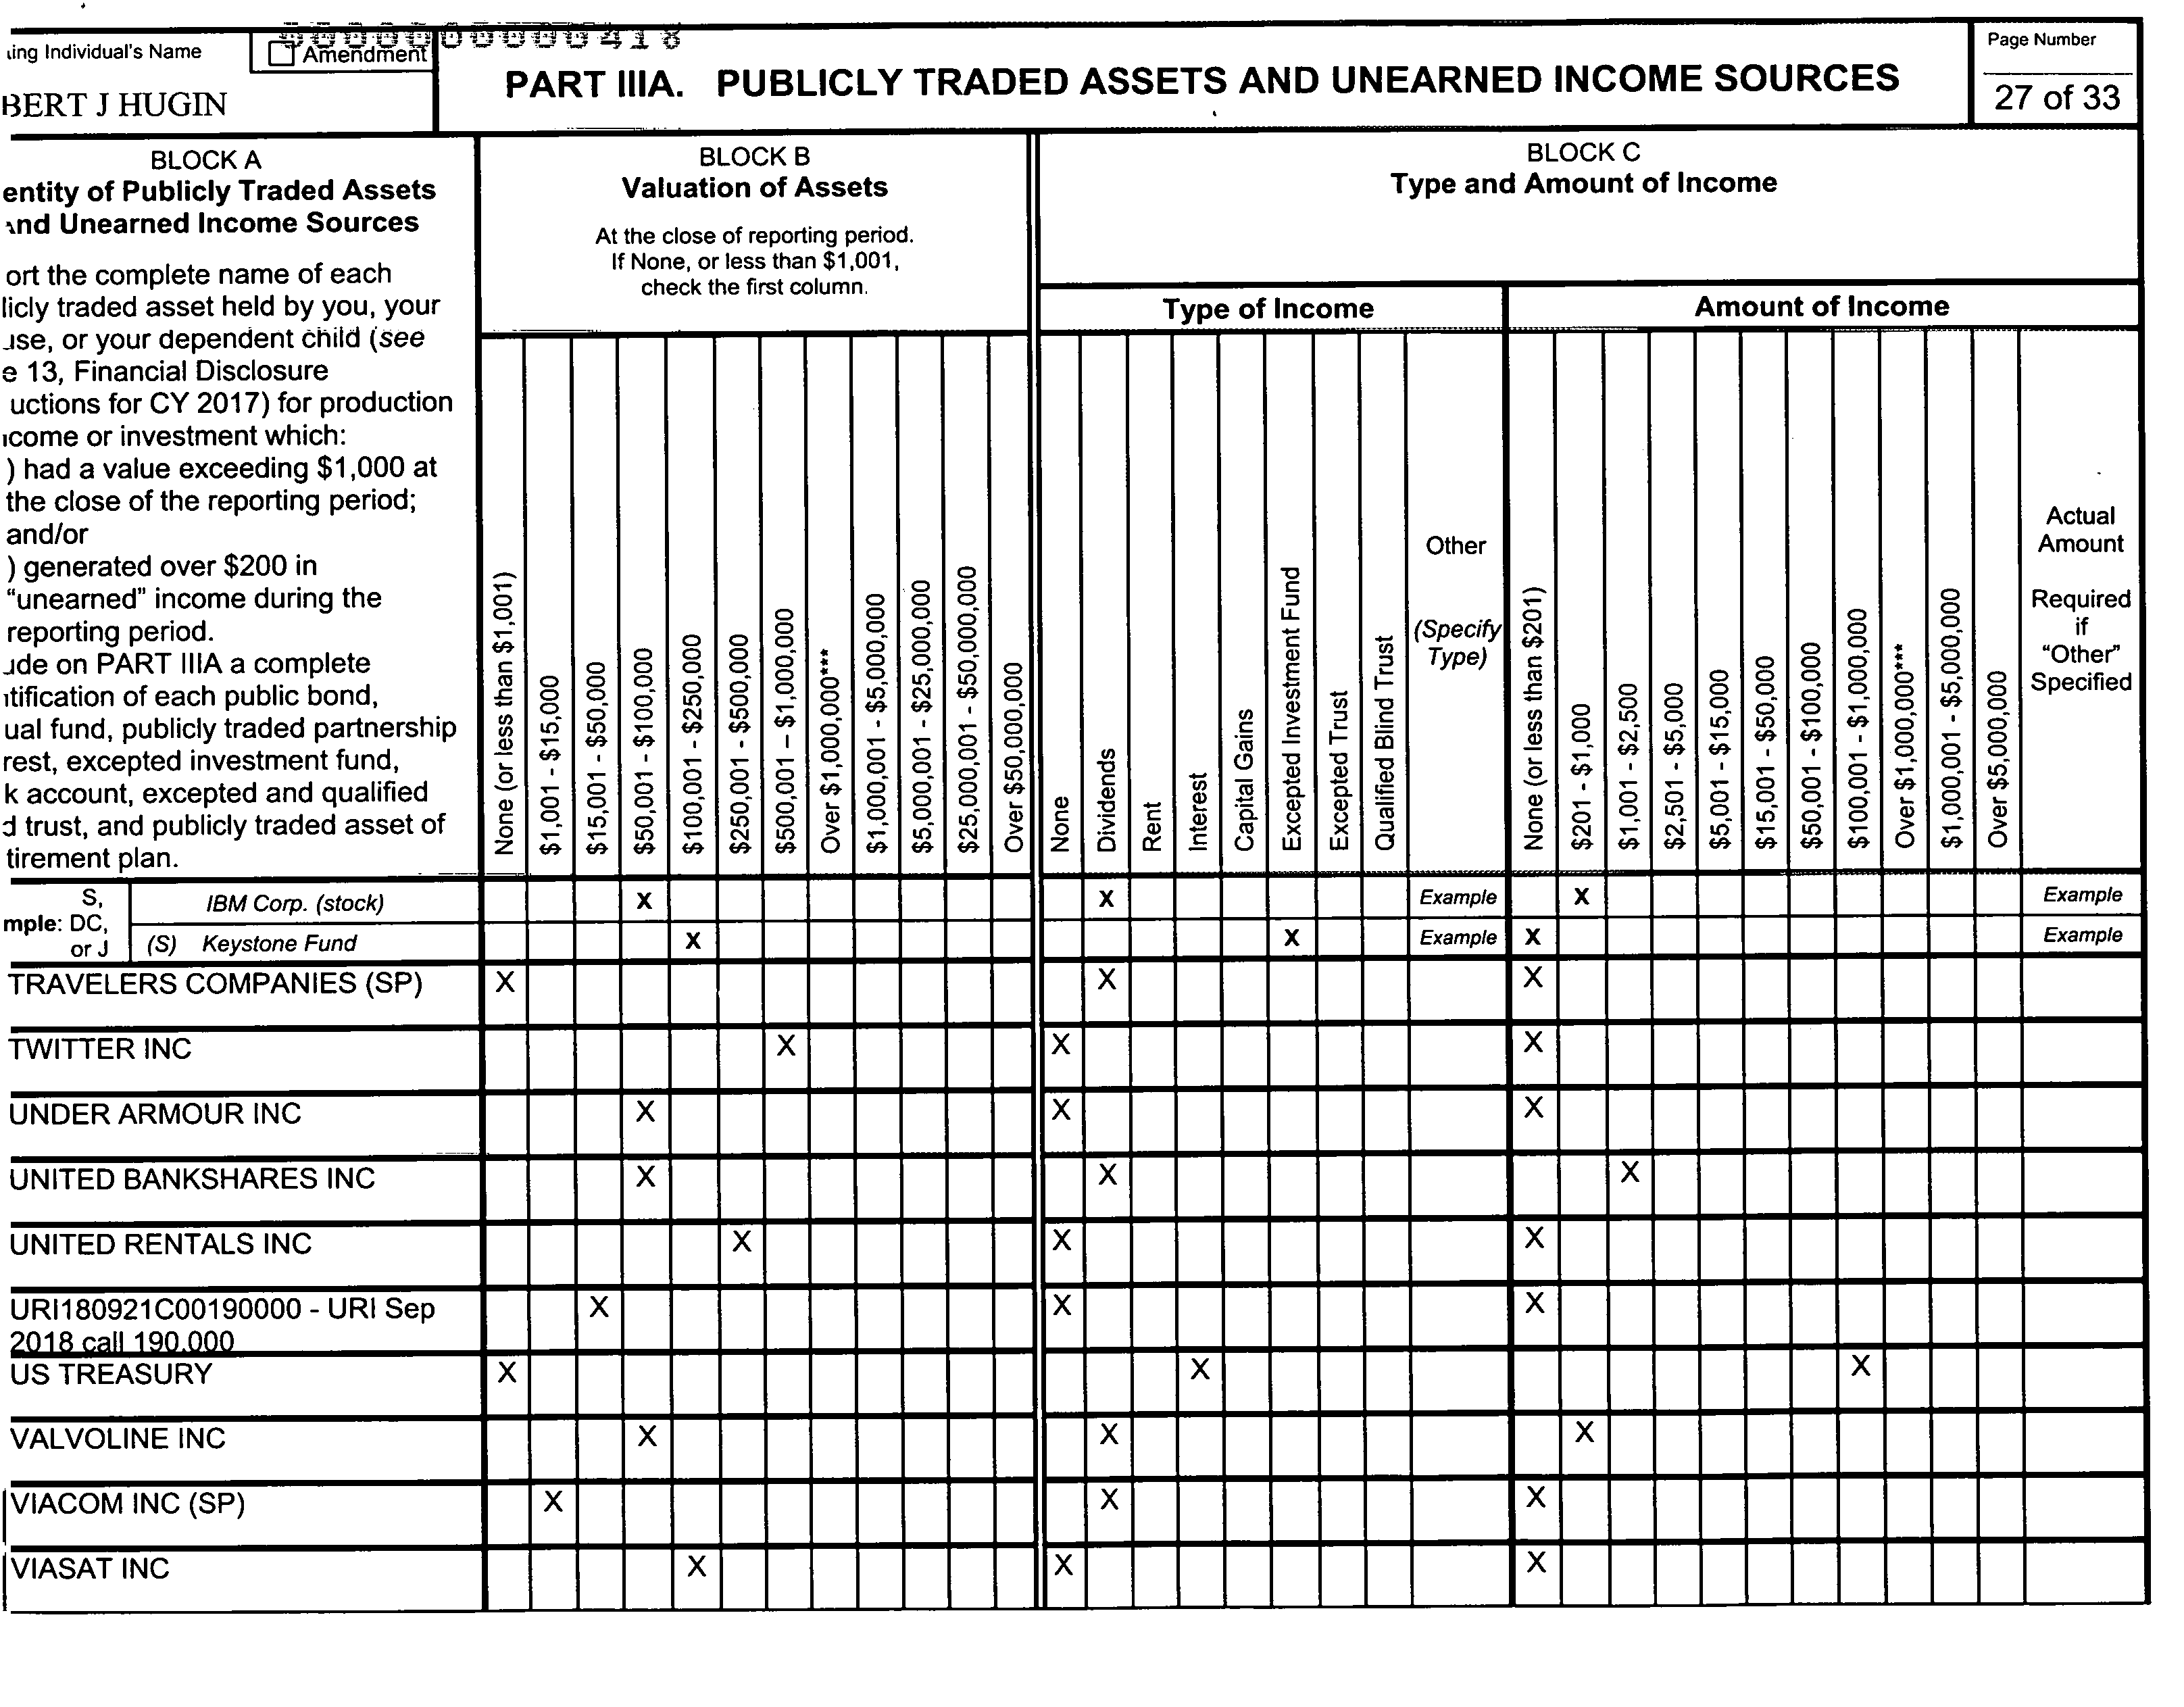 0000000000418
ing Individual's Name
Amendment
PART IIIA. PUBLICLY TRADED ASSETS AND UNEARNED INCOME SOURCES
Page Number
BERT J HUGIN
27 of 33
BLOCK A
entity of Publicly Traded Assets
And Unearned Income Sources
ort the complete name of each
licly traded asset held by you, your
use, or your dependent child (see
e 13, Financial Disclosure
uctions for CY 2017) for production
come or investment which:
) had a value exceeding $1,000 at
the close of the reporting period;
and/or
) generated over $200 in
“unearned” income during the
reporting period.
ude on PART IIIA a complete
tification of each public bond,
ual fund, publicly traded partnership
rest, excepted investment fund,
k account, excepted and qualified
d trust, and publicly traded asset of
tirement plan.
BLOCK B
Valuation of Assets
At the close of reporting period.
If None, or less than $1,001,
check the first column.
None (or less than $1,001)
$1,001 - $15,000
$15,001 - $50,000
$50,001 - $100,000
$100,001 - $250,000
$250,001 - $500,000
$500,001 – $1,000,000
Over $1,000,000***
$1,000,001 - $5,000,000
$5,000,001 - $25,000,000
$25,000,001 - $50,000,000
Over $50,000,000
BLOCK C
Type and Amount of Income
Type of Income
None
Dividends
Rent
Interest
Capital Gains
Excepted Investment Fund
Excepted Trust
Qualified Blind Trust
Other
(Specify
Type)
Amount of Income
None (or less than $201)
$201 - $1,000
$1,001 - $2,500
$2,501 - $5,000
$5,001 - $15,000
$15,001 - $50,000
$50,001 - $100,000
$100,001 - $1,000,000
Over $1,000,000***
$1,000,001 - $5,000,000
Over $5,000,000
Actual
Amount
Required
if
“Other”
Specified
S,
mple: DC,
or J
IBM Corp. (stock) X X Example X Example
(S) Keystone Fund X X Example X Example
TRAVELERS COMPANIES (SP) X X X
TWITTER INC X X X
UNDER ARMOUR INC X X X
UNITED BANKSHARES INC X X X
UNITED RENTALS INC X X X
URI180921C00190000 - URI Sep X X X
2018 call 190.000
US TREASURY X X X
VALVOLINE INC X X X
VIACOM INC (SP) X X X
VIASAT INC X X X